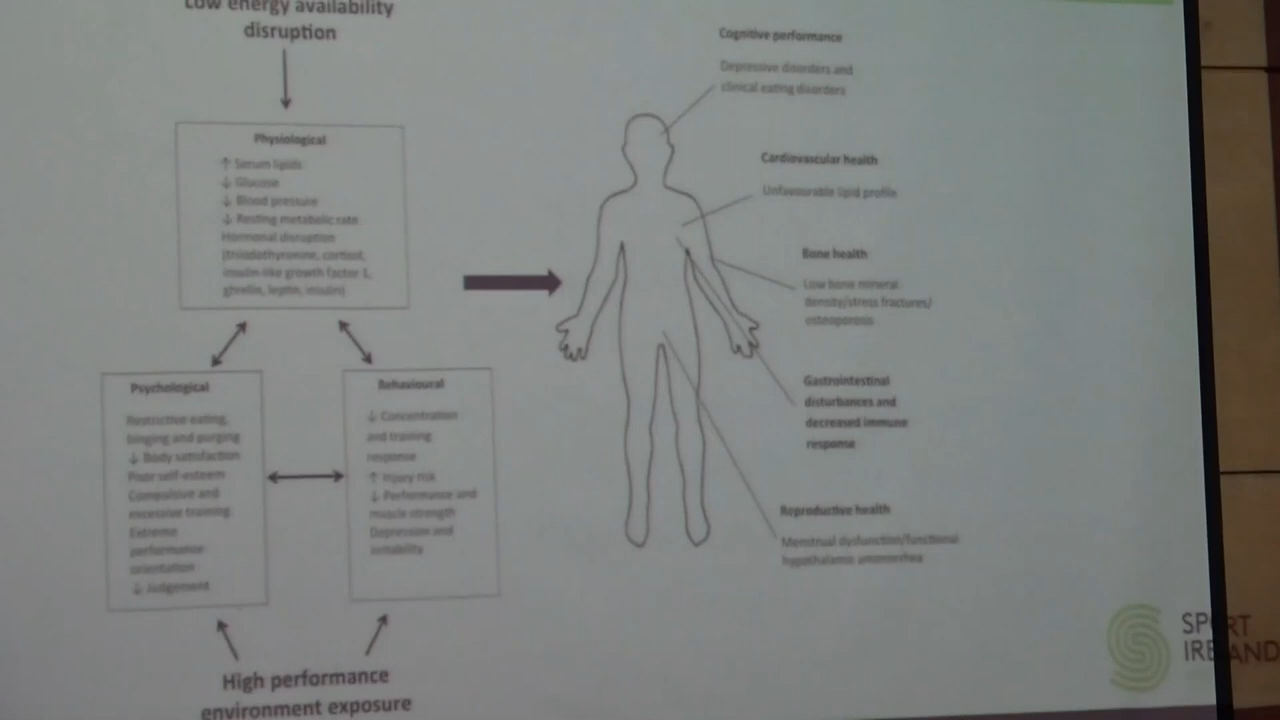 Low energy availability
disruption
Physiological
↑ Serum lipids
↓ Glucose
↓ Blood pressure
↓ Resting metabolic rate
Hormonal disruption
(triiodothyronine, cortisol,
insulin-like growth factor 1,
ghrelin, leptin, insulin)
Psychological
Restrictive eating,
binging and purging
↓ Body satisfaction
Poor self-esteem
Compulsive and
excessive training
Extreme
performance
orientation
↓ Judgement
Behavioural
↓ Concentration
and training
response
↑ Injury risk
↓ Performance and
muscle strength
Depression and
irritability
High performance
environment exposure
Cognitive performance
Depressive disorders and
clinical eating disorders
Cardiovascular health
Unfavourable lipid profile
Bone health
Low bone mineral
density/stress fractures/
osteoporosis
Gastrointestinal
disturbances and
decreased immune
response
Reproductive health
Menstrual dysfunction/functional
hypothalamic amenorrhea
SPORT
IRELAND